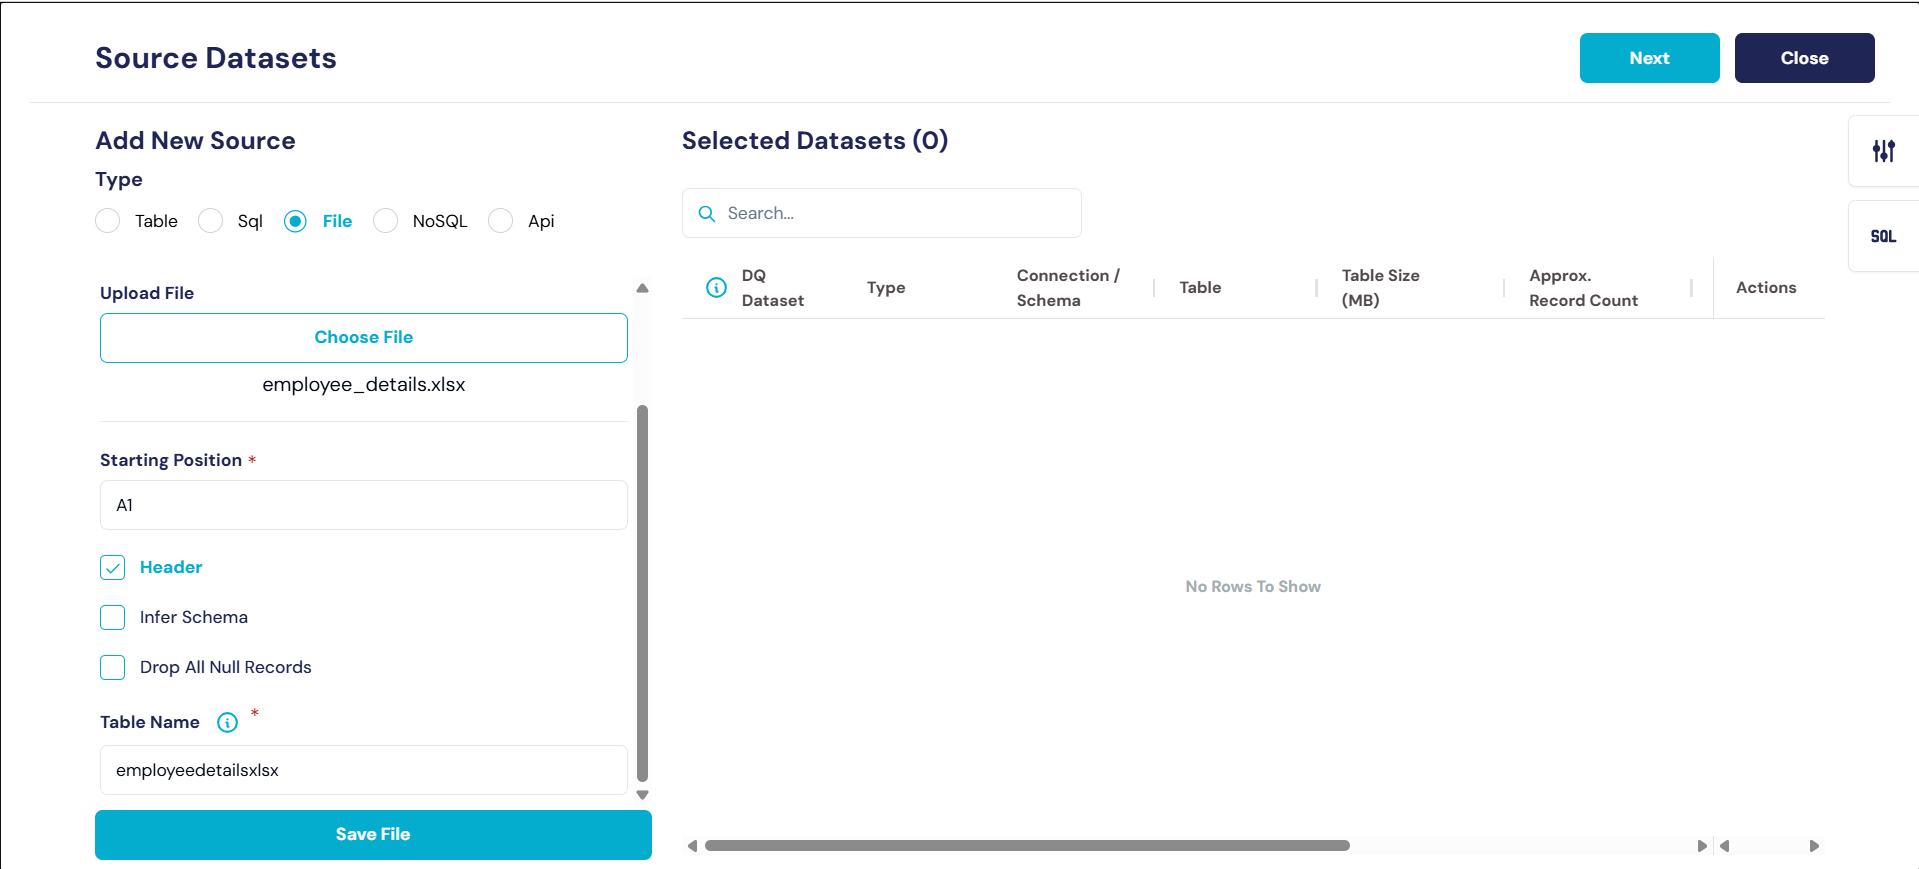 Source Datasets
Next
Close
Add New Source
Type
Table
Sql
File
NoSQL
Api
Upload File
Choose File
employee_details.xlsx
Starting Position *
A1
Header
Infer Schema
Drop All Null Records
Table Name *
employeedetailsxlsx
Save File
Selected Datasets (0)
Search...
DQ
Dataset
Type
Connection /
Schema
Table
Table Size
(MB)
Approx.
Record Count
Actions
No Rows To Show
SQL